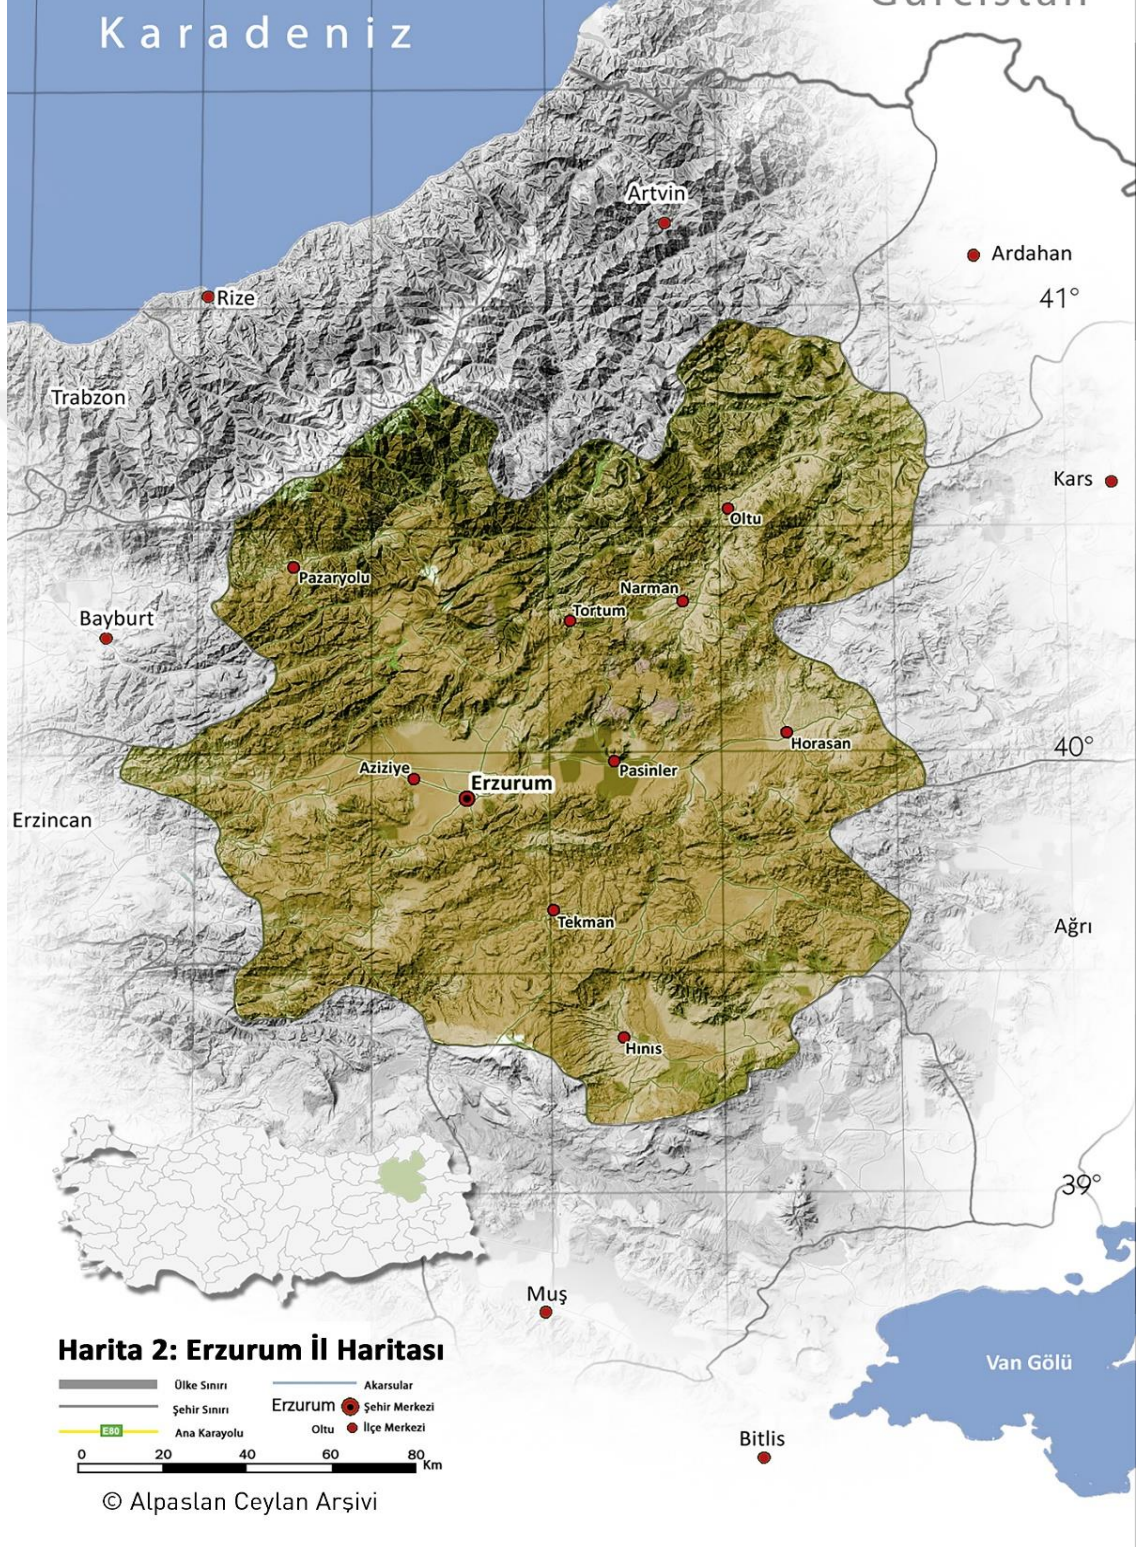 Gürcistan
Karadeniz
Artvin
Ardahan
41°
Rize
Trabzon
Kars
Oltu
Pazaryolu
Narman
Tortum
Bayburt
Horasan
40°
Aziziye
Pasinler
Erzurum
Erzincan
Tekman
Ağrı
Hınıs
39°
Muş
Van Gölü
Bitlis
Harita 2: Erzurum İl Haritası
Ülke Sınırı
Akarsular
Şehir Sınırı
Erzurum Şehir Merkezi
E80 Ana Karayolu
Oltu İlçe Merkezi
0 20 40 60 80 Km
© Alpaslan Ceylan Arşivi